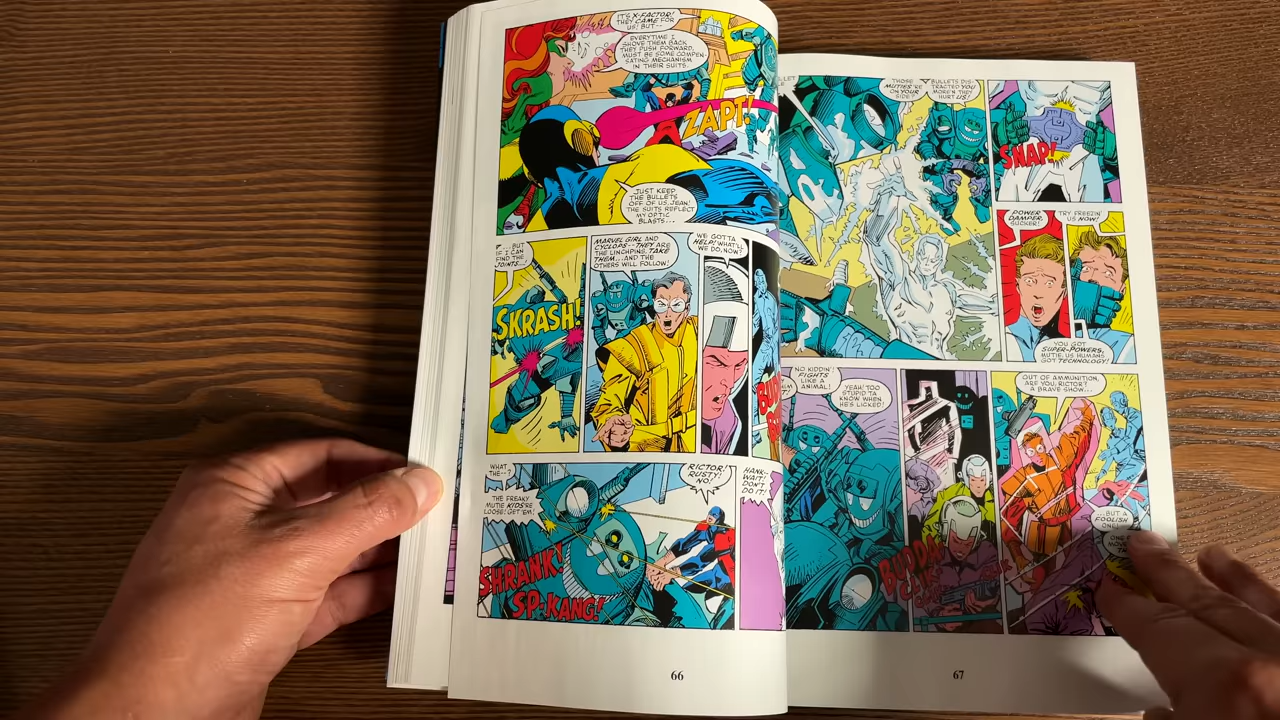 IT'S X-FACTOR!
THEY CAME FOR
US! BUT--
EVERYTIME I
SHOVE THEM BACK
THEY PUSH FORWARD.
MUST BE SOME COMPEN-
SATING MECHANISM
IN THEIR SUITS.
ZAPT!
JUST KEEP
THE BULLETS
OFF OF US, JEAN!
THE SUITS REFLECT
MY OPTIC
BLASTS...
...BUT
IF I CAN
FIND THE
JOINTS...
SKRASH!
MARVEL GIRL AND
CYCLOPS--THEY ARE
THE LINCHPINS. TAKE
THEM...AND THE
OTHERS WILL FOLLOW!
WE GOTTA
HELP! WHAT'LL
WE DO, NOW?
WHAT
THE--?
THE FREAKY
MUTIE KIDS'RE
LOOSE! GET 'EM!
SHRANK!
SP-KANG!
RICTOR!
RUSTY!
NO!
HANK--
WAIT!
DON'T
DO IT!
66
THOSE
MUTIES'RE
ON YOUR
SIDE?
BULLETS DIS-
TRACTED YOU
MORE'N THEY
HURT US!
SNAP!
POWER
DAMPER,
SUCKER!
TRY FREEZIN'
US NOW!
YOU GOT
SUPER-POWERS,
MUTIE. US HUMANS
GOT TECHNOLOGY!
NO KIDDIN'
FIGHTS
LIKE A
ANIMAL!
YEAH! TOO
STUPID TA
KNOW WHEN
HE'S LICKED!
BUDDA
OUT OF AMMUNITION,
ARE YOU, RICTOR?
A BRAVE SHOW...
...BUT A
FOOLISH
ONE!
67